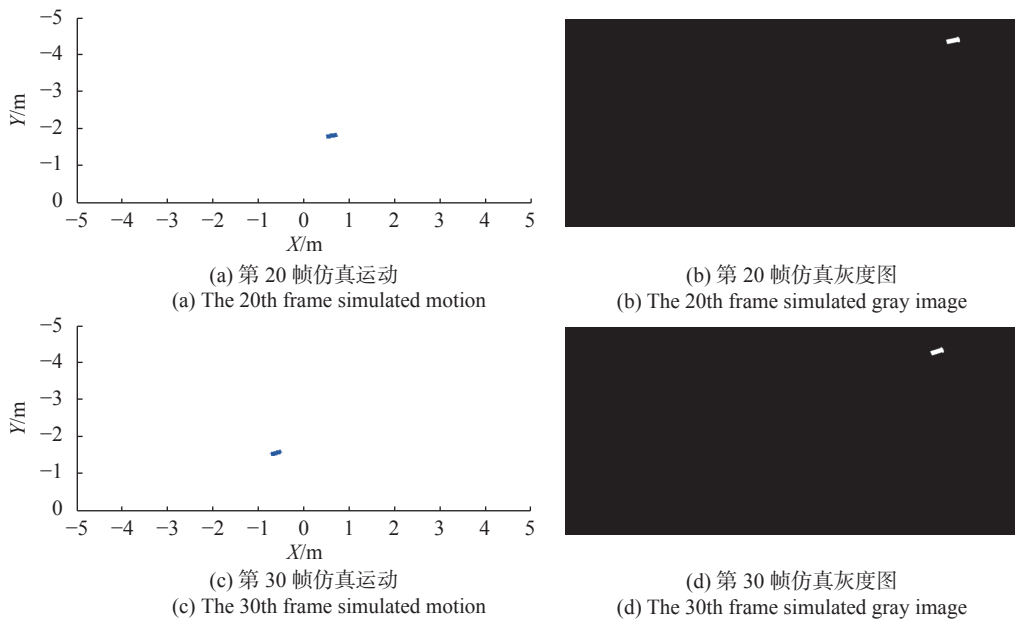 −5
−4
−3
−2
−1
0
Y/m
−5 −4 −3 −2 −1 0 1 2 3 4 5
X/m
(a) 第 20 帧仿真运动
(a) The 20th frame simulated motion
(b) 第 20 帧仿真灰度图
(b) The 20th frame simulated gray image
−5
−4
−3
−2
−1
0
Y/m
−5 −4 −3 −2 −1 0 1 2 3 4 5
X/m
(c) 第 30 帧仿真运动
(c) The 30th frame simulated motion
(d) 第 30 帧仿真灰度图
(d) The 30th frame simulated gray image